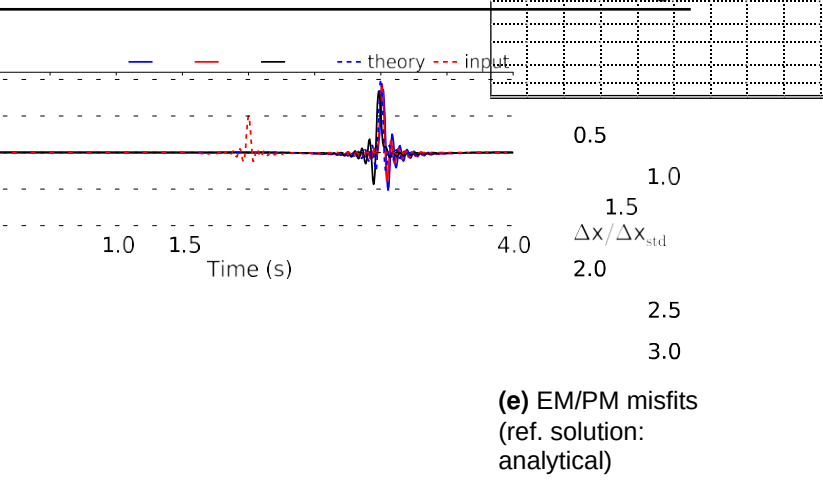 theory input
0.5
1.0
1.5
Δx/Δx_std
1.0 1.5 4.0
Time (s)
2.0
2.5
3.0
(e) EM/PM misfits
(ref. solution:
analytical)